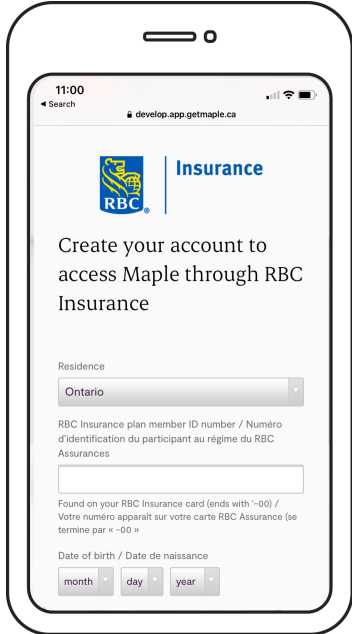 11:00
◀ Search
develop.app.getmaple.ca
RBC
®
Insurance
Create your account to
access Maple through RBC
Insurance
Residence
Ontario
RBC Insurance plan member ID number / Numéro
d'identification du participant au régime du RBC
Assurances
Found on your RBC Insurance card (ends with '-00) /
Votre numéro apparaît sur votre carte RBC Assurance (se
termine par « -00 »
Date of birth / Date de naissance
month day year